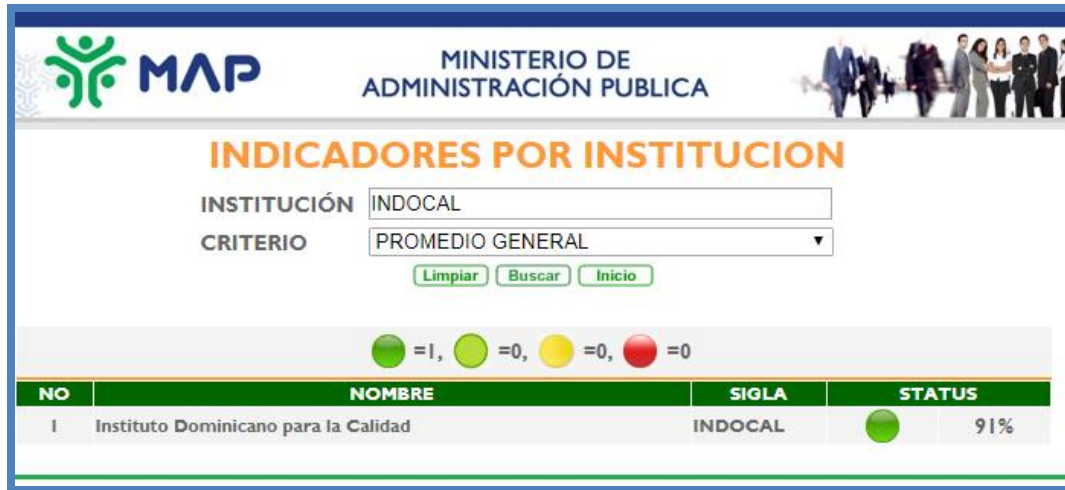 MAP
MINISTERIO DE
ADMINISTRACIÓN PUBLICA
INDICADORES POR INSTITUCION
INSTITUCIÓN INDOCAL
CRITERIO PROMEDIO GENERAL
Limpiar Buscar Inicio
=1, =0, =0, =0
NO NOMBRE SIGLA STATUS
1 Instituto Dominicano para la Calidad INDOCAL 91%